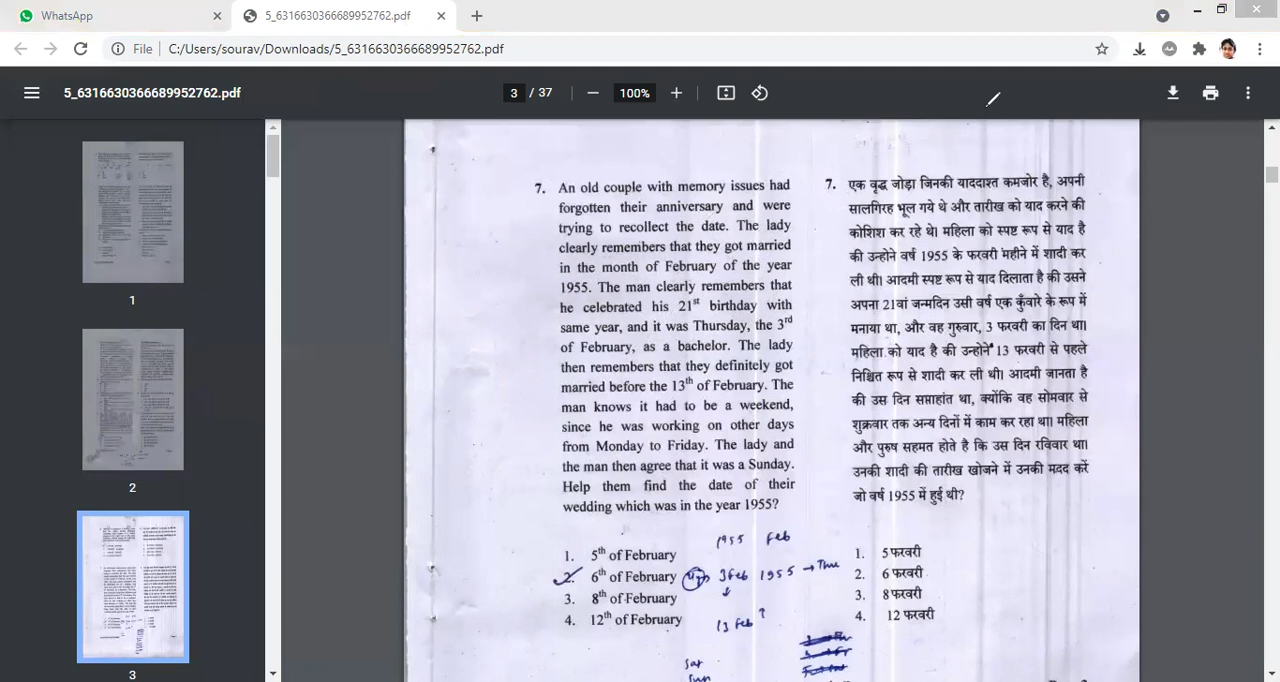 WhatsApp
5_6316630366689952762.pdf
File
C:/Users/sourav/Downloads/5_6316630366689952762.pdf
5_6316630366689952762.pdf
3 / 37
100%
1
2
3
7. An old couple with memory issues had
forgotten their anniversary and were
trying to recollect the date. The lady
clearly remembers that they got married
in the month of February of the year
1955. The man clearly remembers that
he celebrated his 21st birthday with
same year, and it was Thursday, the 3rd
of February, as a bachelor. The lady
then remembers that they definitely got
married before the 13th of February. The
man knows it had to be a weekend,
since he was working on other days
from Monday to Friday. The lady and
the man then agree that it was a Sunday.
Help them find the date of their
wedding which was in the year 1955?
1. 5th of February
of February
3. 8th of February
4. 12th of February
1955 Feb
3 Feb 1955 → Thu
13 Feb ?
Sat
Sun
7. एक वृद्ध जोड़ा जिनकी याददाश्त कमजोर है, अपनी
सालगिरह भूल गये थे और तारीख को याद करने की
कोशिश कर रहे थे। महिला को स्पष्ट रूप से याद है
की उन्होने वर्ष 1955 के फरवरी महीने में शादी कर
ली थी। आदमी स्पष्ट रूप से याद दिलाता है की उसने
अपना 21वां जन्मदिन उसी वर्ष एक कुँवारे के रूप में
मनाया था, और वह गुरुवार, 3 फरवरी का दिन था।
महिला को याद है की उन्होने 13 फरवरी से पहले
निश्चित रूप से शादी कर ली थी। आदमी जानता है
की उस दिन सप्ताहांत था, क्योंकि वह सोमवार से
शुक्रवार तक अन्य दिनों में काम कर रहा था। महिला
और पुरुष सहमत होते है कि उस दिन रविवार था।
उनकी शादी की तारीख खोजने में उनकी मदद करें
जो वर्ष 1955 में हुई थी?
1. 5 फरवरी
2. 6 फरवरी
3. 8 फरवरी
4. 12 फरवरी